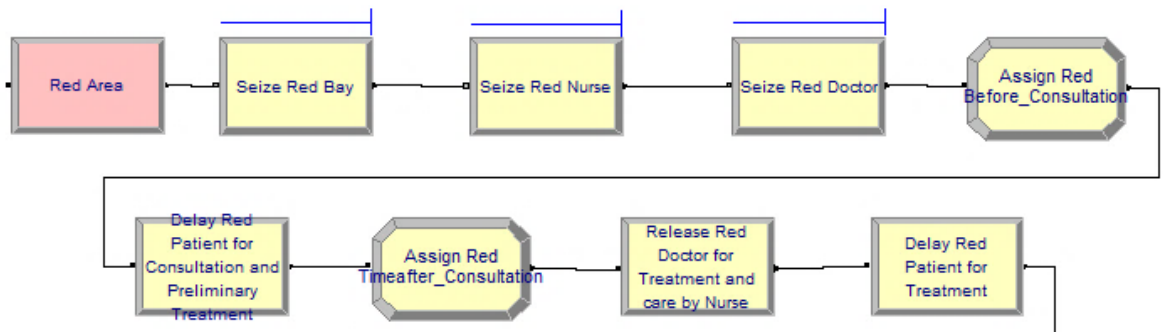 Red Area
Seize Red Bay
Seize Red Nurse
Seize Red Doctor
Assign Red
Before_Consultation
Delay Red
Patient for
Consultation and
Preliminary
Treatment
Assign Red
Timeafter_Consultation
Release Red
Doctor for
Treatment and
care by Nurse
Delay Red
Patient for
Treatment